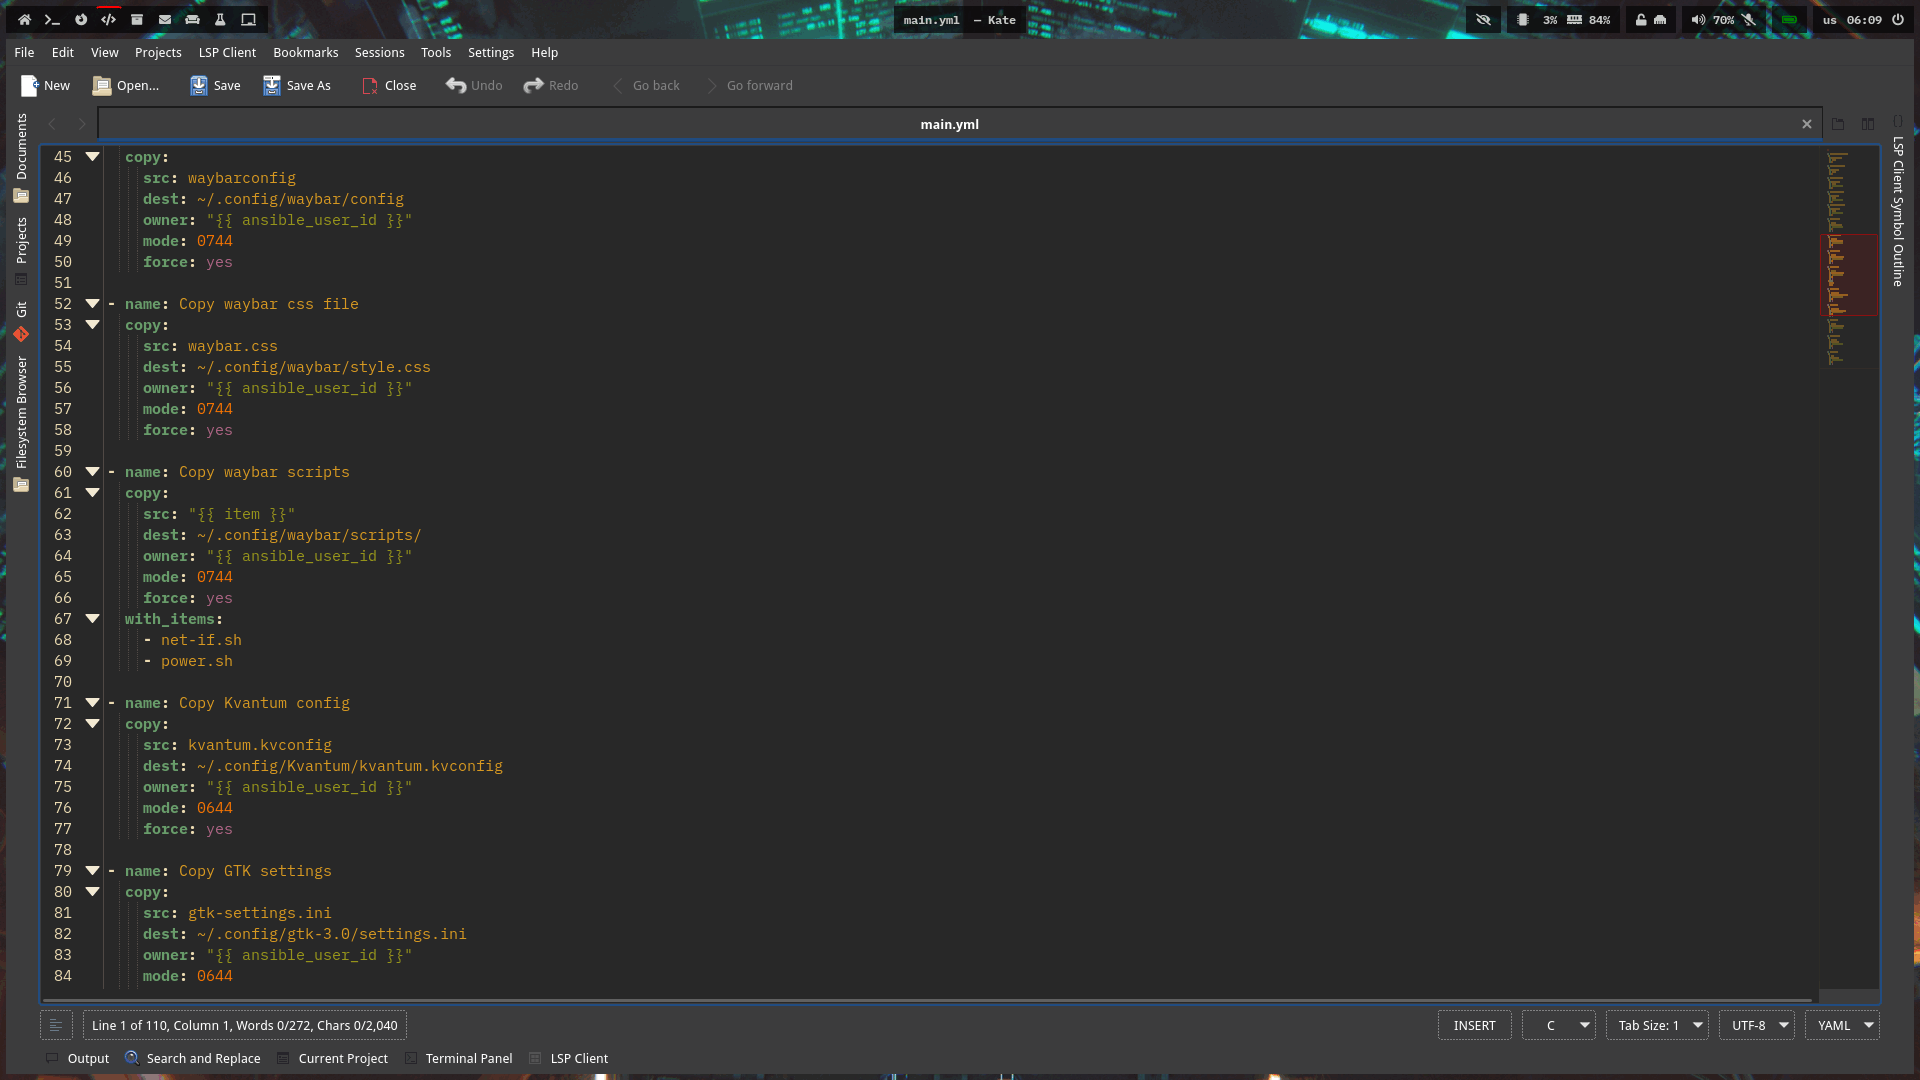 main.yml — Kate
3% 84%
70%
us 06:09
File Edit View Projects LSP Client Bookmarks Sessions Tools Settings Help
New Open... Save Save As Close Undo Redo Go back Go forward
main.yml
Documents
Projects
Git
Filesystem Browser
LSP Client Symbol Outline
45 copy:
46 src: waybarconfig
47 dest: ~/.config/waybar/config
48 owner: "{{ ansible_user_id }}"
49 mode: 0744
50 force: yes
51
52 - name: Copy waybar css file
53 copy:
54 src: waybar.css
55 dest: ~/.config/waybar/style.css
56 owner: "{{ ansible_user_id }}"
57 mode: 0744
58 force: yes
59
60 - name: Copy waybar scripts
61 copy:
62 src: "{{ item }}"
63 dest: ~/.config/waybar/scripts/
64 owner: "{{ ansible_user_id }}"
65 mode: 0744
66 force: yes
67 with_items:
68 - net-if.sh
69 - power.sh
70
71 - name: Copy Kvantum config
72 copy:
73 src: kvantum.kvconfig
74 dest: ~/.config/Kvantum/kvantum.kvconfig
75 owner: "{{ ansible_user_id }}"
76 mode: 0644
77 force: yes
78
79 - name: Copy GTK settings
80 copy:
81 src: gtk-settings.ini
82 dest: ~/.config/gtk-3.0/settings.ini
83 owner: "{{ ansible_user_id }}"
84 mode: 0644
Line 1 of 110, Column 1, Words 0/272, Chars 0/2,040
INSERT C Tab Size: 1 UTF-8 YAML
Output Search and Replace Current Project Terminal Panel LSP Client